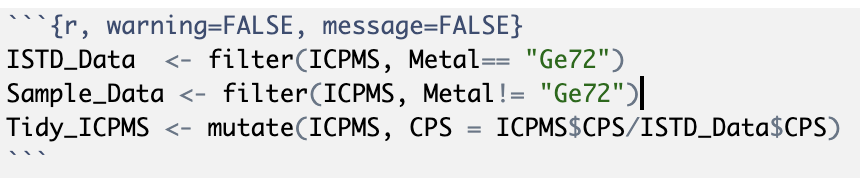 ```{r, warning=FALSE, message=FALSE}
ISTD_Data  <- filter(ICPMS, Metal== "Ge72")
Sample_Data <- filter(ICPMS, Metal!= "Ge72")
Tidy_ICPMS <- mutate(ICPMS, CPS = ICPMS$CPS/ISTD_Data$CPS)
```